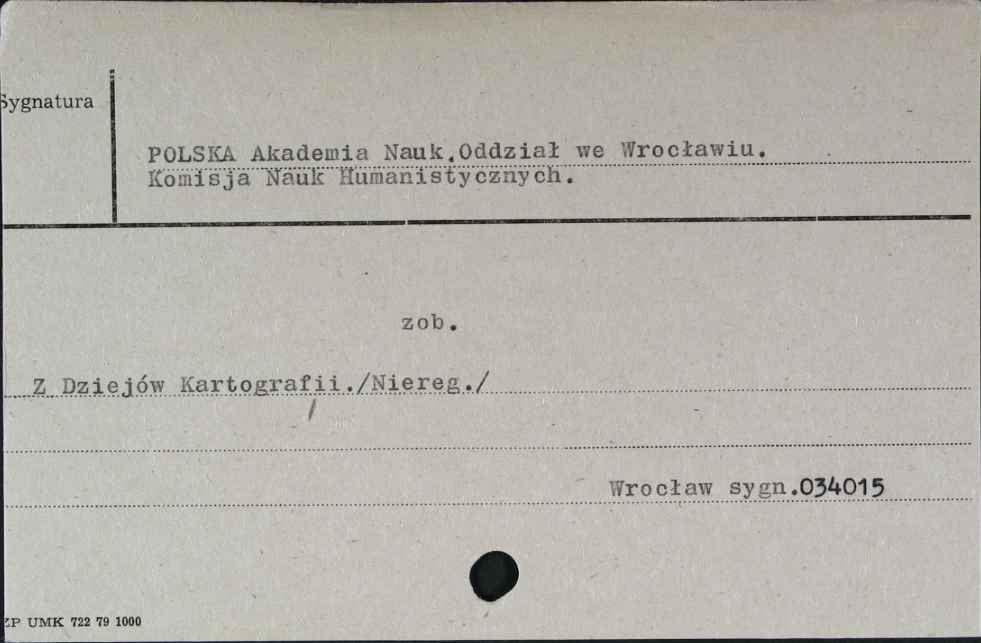 Sygnatura
POLSKA Akademia Nauk.Oddział we Wrocławiu.
Komisja Nauk Humanistycznych.
zob.
Z Dziejów Kartografii./Niereg./
Wrocław sygn.034015
ZP UMK 722 79 1000